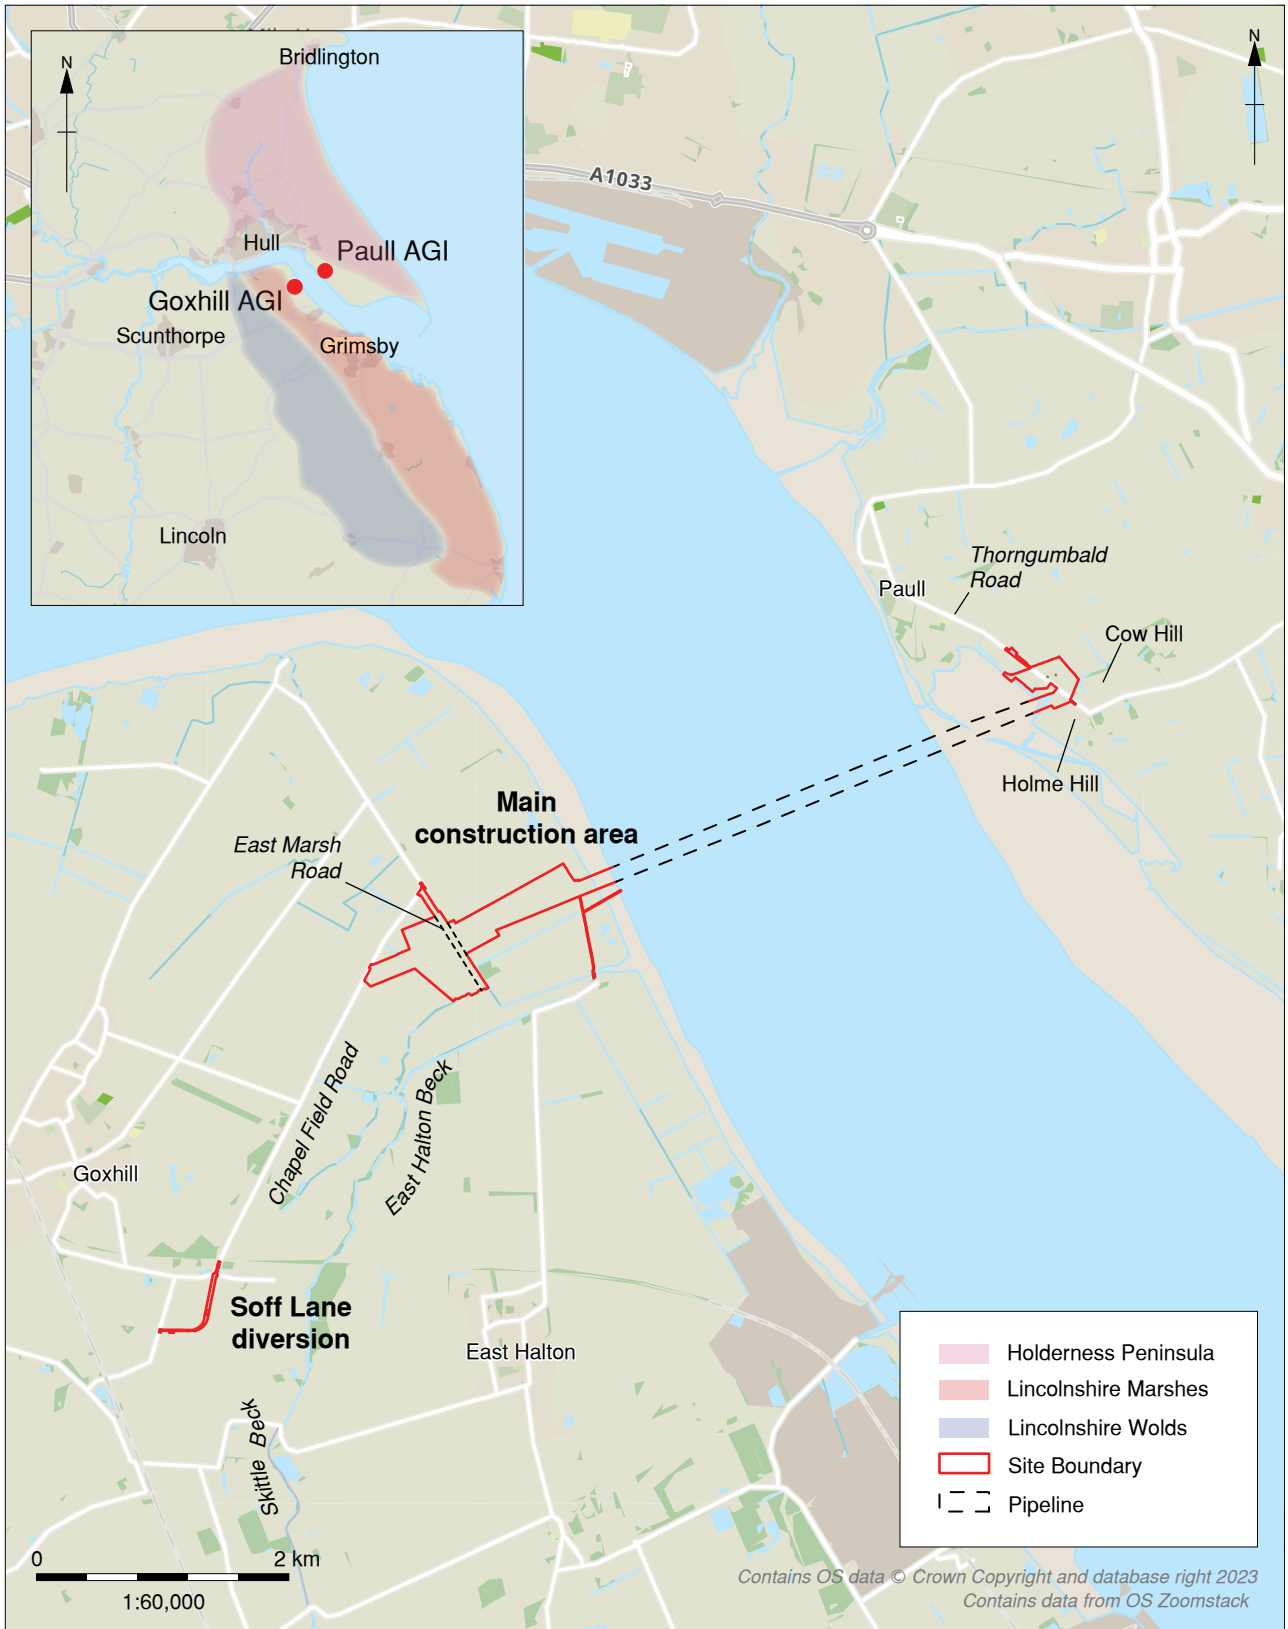 Bridlington
N
Hull
Paull AGI
Goxhill AGI
Scunthorpe
Grimsby
Lincoln
N
A1033
Thorngumbald
Road
Paull
Cow Hill
Holme Hill
Main
construction area
East Marsh
Road
Chapel Field Road
East Halton Beck
Goxhill
Soff Lane
diversion
East Halton
Skittle Beck
Holderness Peninsula
Lincolnshire Marshes
Lincolnshire Wolds
Site Boundary
Pipeline
0 2 km
1:60,000
Contains OS data © Crown Copyright and database right 2023
Contains data from OS Zoomstack